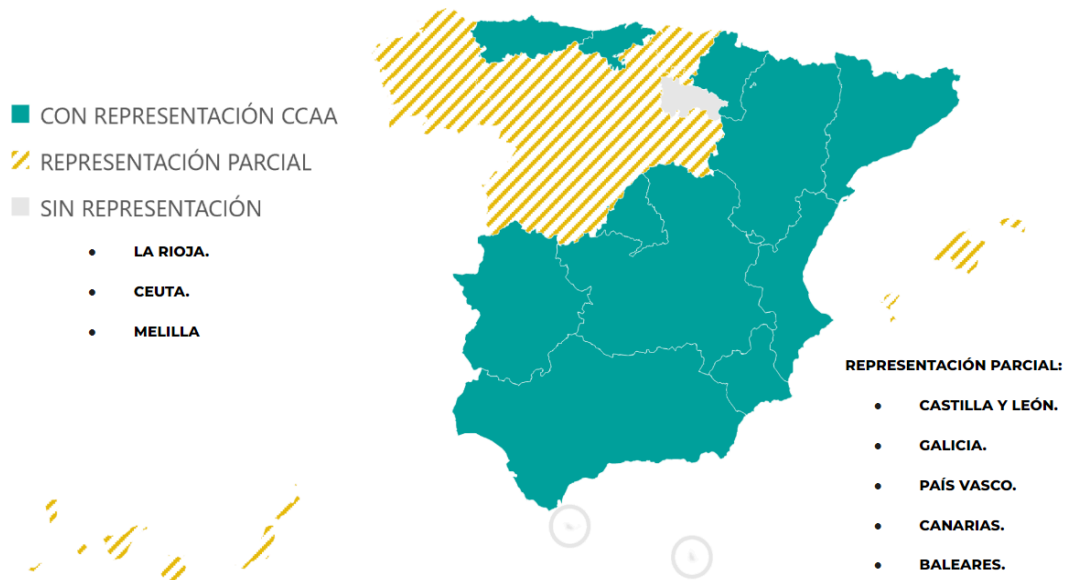 CON REPRESENTACIÓN CCAA
REPRESENTACIÓN PARCIAL
SIN REPRESENTACIÓN
• LA RIOJA.
• CEUTA.
• MELILLA
REPRESENTACIÓN PARCIAL:
• CASTILLA Y LEÓN.
• GALICIA.
• PAÍS VASCO.
• CANARIAS.
• BALEARES.